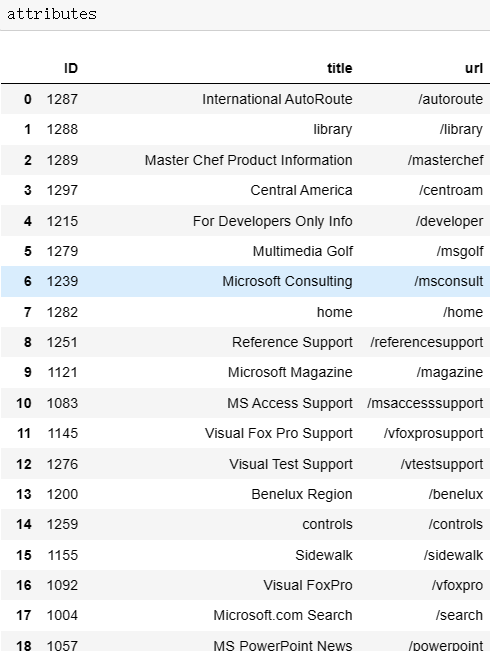 attributes
ID title url
0 1287 International AutoRoute /autoroute
1 1288 library /library
2 1289 Master Chef Product Information /masterchef
3 1297 Central America /centroam
4 1215 For Developers Only Info /developer
5 1279 Multimedia Golf /msgolf
6 1239 Microsoft Consulting /msconsult
7 1282 home /home
8 1251 Reference Support /referencesupport
9 1121 Microsoft Magazine /magazine
10 1083 MS Access Support /msaccesssupport
11 1145 Visual Fox Pro Support /vfoxprosupport
12 1276 Visual Test Support /vtestsupport
13 1200 Benelux Region /benelux
14 1259 controls /controls
15 1155 Sidewalk /sidewalk
16 1092 Visual FoxPro /vfoxpro
17 1004 Microsoft.com Search /search
18 1057 MS PowerPoint News /powerpoint